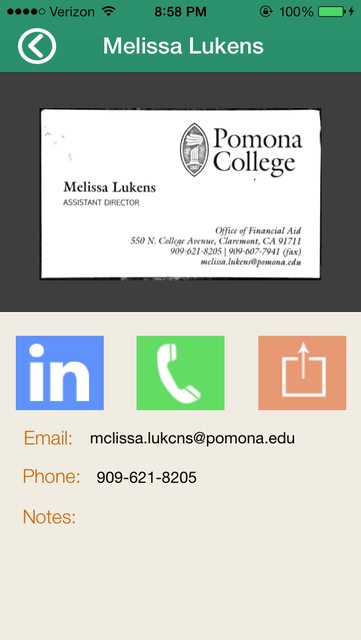 Verizon 8:58 PM 100%
Melissa Lukens
Pomona
College
Melissa Lukens
ASSISTANT DIRECTOR
Office of Financial Aid
550 N. College Avenue, Claremont, CA 91711
909-621-8205 | 909-607-7941 (fax)
melissa.lukens@pomona.edu
in
Email: mclissa.lukcns@pomona.edu
Phone: 909-621-8205
Notes: